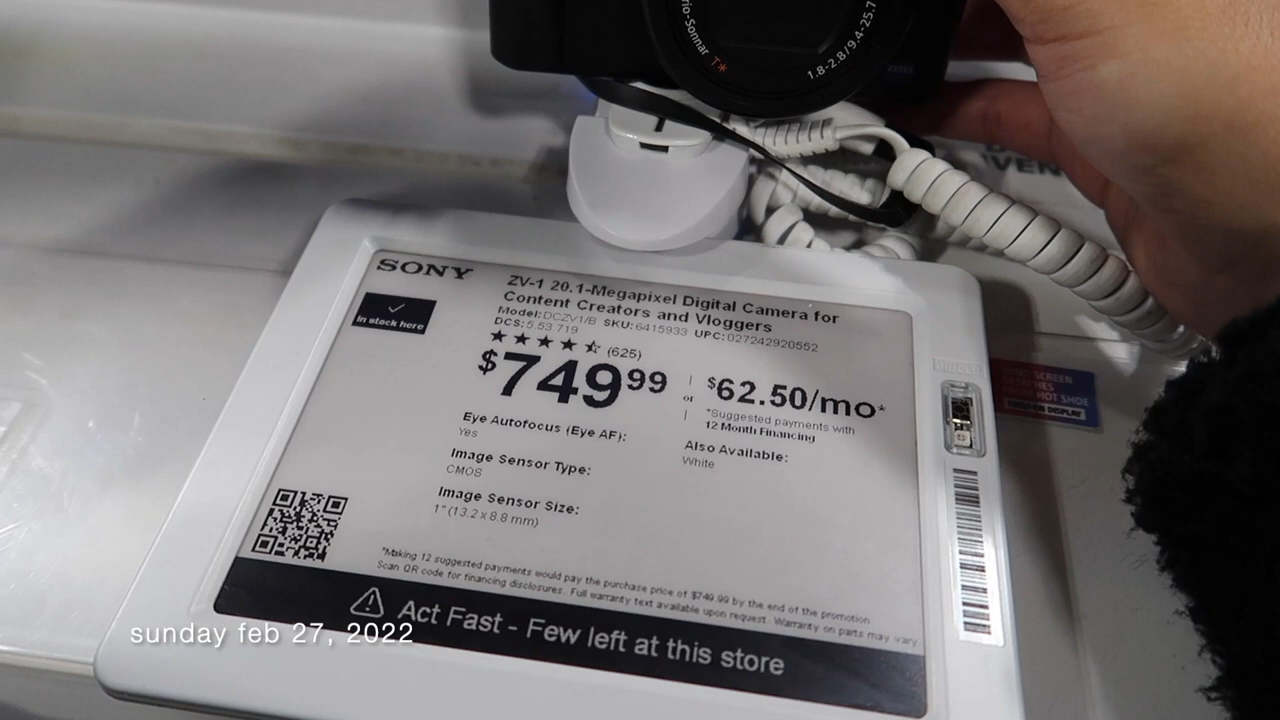 rio-Sonnar T* 1.8-2.8/9.4-25.7
SONY
In stock here
ZV-1 20.1-Megapixel Digital Camera for
Content Creators and Vloggers
Model:DCZV1/B SKU:6415933 UPC:027242920552
DCS:5.53.719
(625)
$749 99
or
$62.50/mo*
*Suggested payments with
12 Month Financing
Eye Autofocus (Eye AF):
Yes
Also Available:
White
Image Sensor Type:
CMOS
Image Sensor Size:
1" (13.2 x 8.8 mm)
*Making 12 suggested payments would pay the purchase price of $749.99 by the end of the promotion
Scan QR code for financing disclosures. Full warranty text available upon request. Warranty on parts may vary
Act Fast - Few left at this store
SCREEN
HOT SHOE
sunday feb 27, 2022